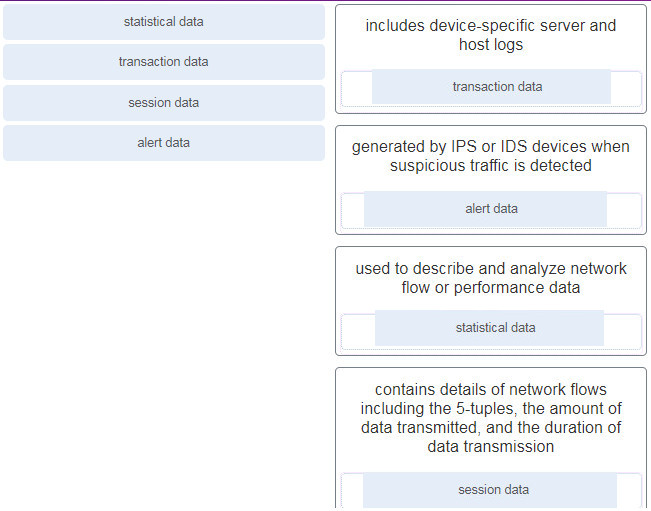 statistical data
transaction data
session data
alert data
includes device-specific server and
host logs
transaction data
generated by IPS or IDS devices when
suspicious traffic is detected
alert data
used to describe and analyze network
flow or performance data
statistical data
contains details of network flows
including the 5-tuples, the amount of
data transmitted, and the duration of
data transmission
session data